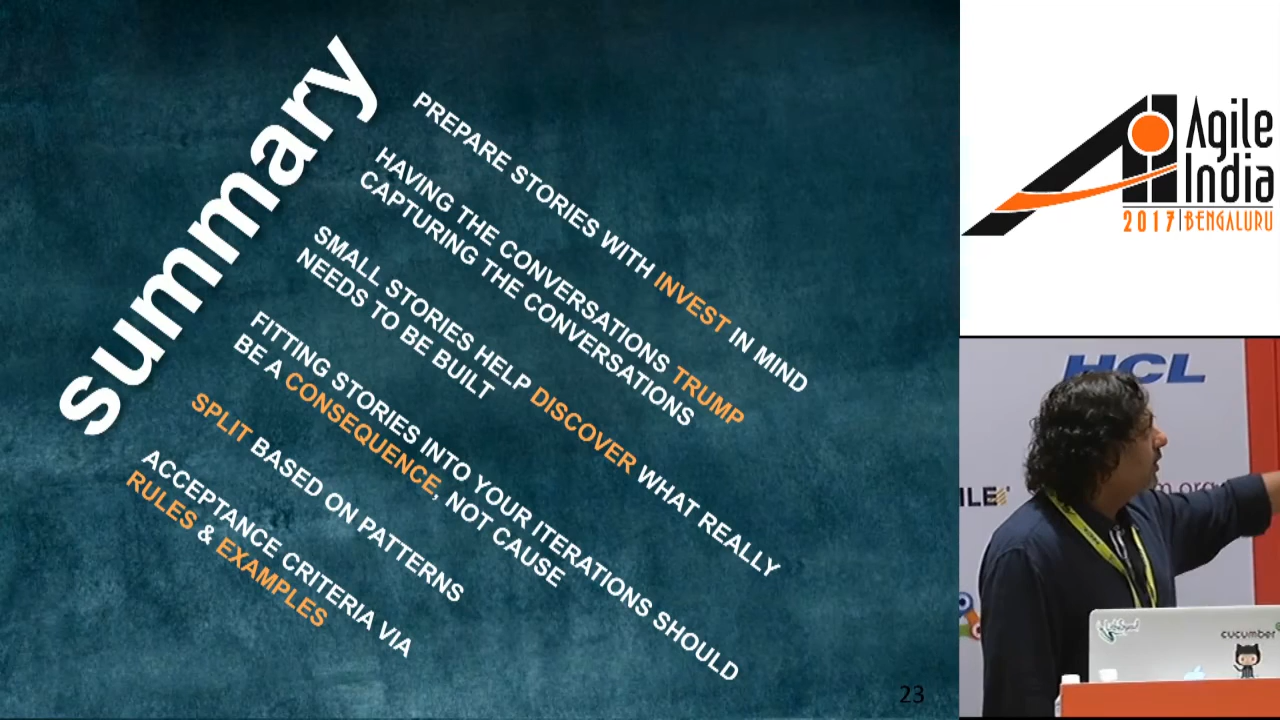 summary
PREPARE STORIES WITH INVEST IN MIND
HAVING THE CONVERSATIONS TRUMP
CAPTURING THE CONVERSATIONS
SMALL STORIES HELP DISCOVER WHAT REALLY
NEEDS TO BE BUILT
FITTING STORIES INTO YOUR ITERATIONS SHOULD
BE A CONSEQUENCE, NOT CAUSE
SPLIT BASED ON PATTERNS
ACCEPTANCE CRITERIA VIA
RULES & EXAMPLES
23
Agile
India
2017 | BENGALURU
HCL
cucumber